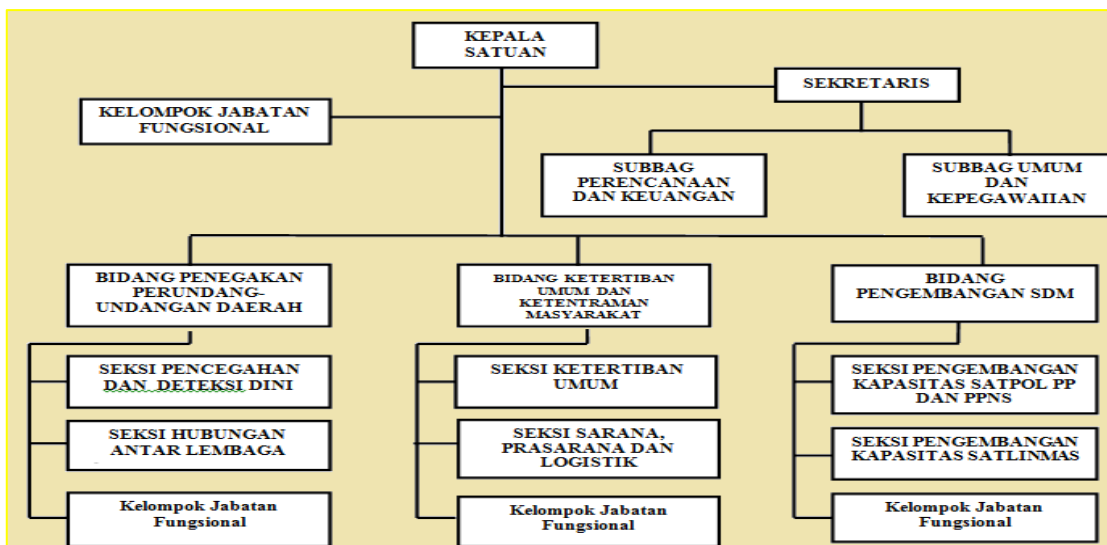 KEPALA
SATUAN
SEKRETARIS
KELOMPOK JABATAN
FUNGSIONAL
SUBBAG
PERENCANAAN
DAN KEUANGAN
SUBBAG UMUM
DAN
KEPEGAWAIIAN
BIDANG PENEGAKAN
PERUNDANG-
UNDANGAN DAERAH
BIDANG KETERTIBAN
UMUM DAN
KETENTRAMAN
MASYARAKAT
BIDANG
PENGEMBANGAN SDM
SEKSI PENCEGAHAN
DAN DETEKSI DINI
SEKSI KETERTIBAN
UMUM
SEKSI PENGEMBANGAN
KAPASITAS SATPOL PP
DAN PPNS
SEKSI HUBUNGAN
ANTAR LEMBAGA
SEKSI SARANA,
PRASARANA DAN
LOGISTIK
SEKSI PENGEMBANGAN
KAPASITAS SATLINMAS
Kelompok Jabatan
Fungsional
Kelompok Jabatan
Fungsional
Kelompok Jabatan
Fungsional